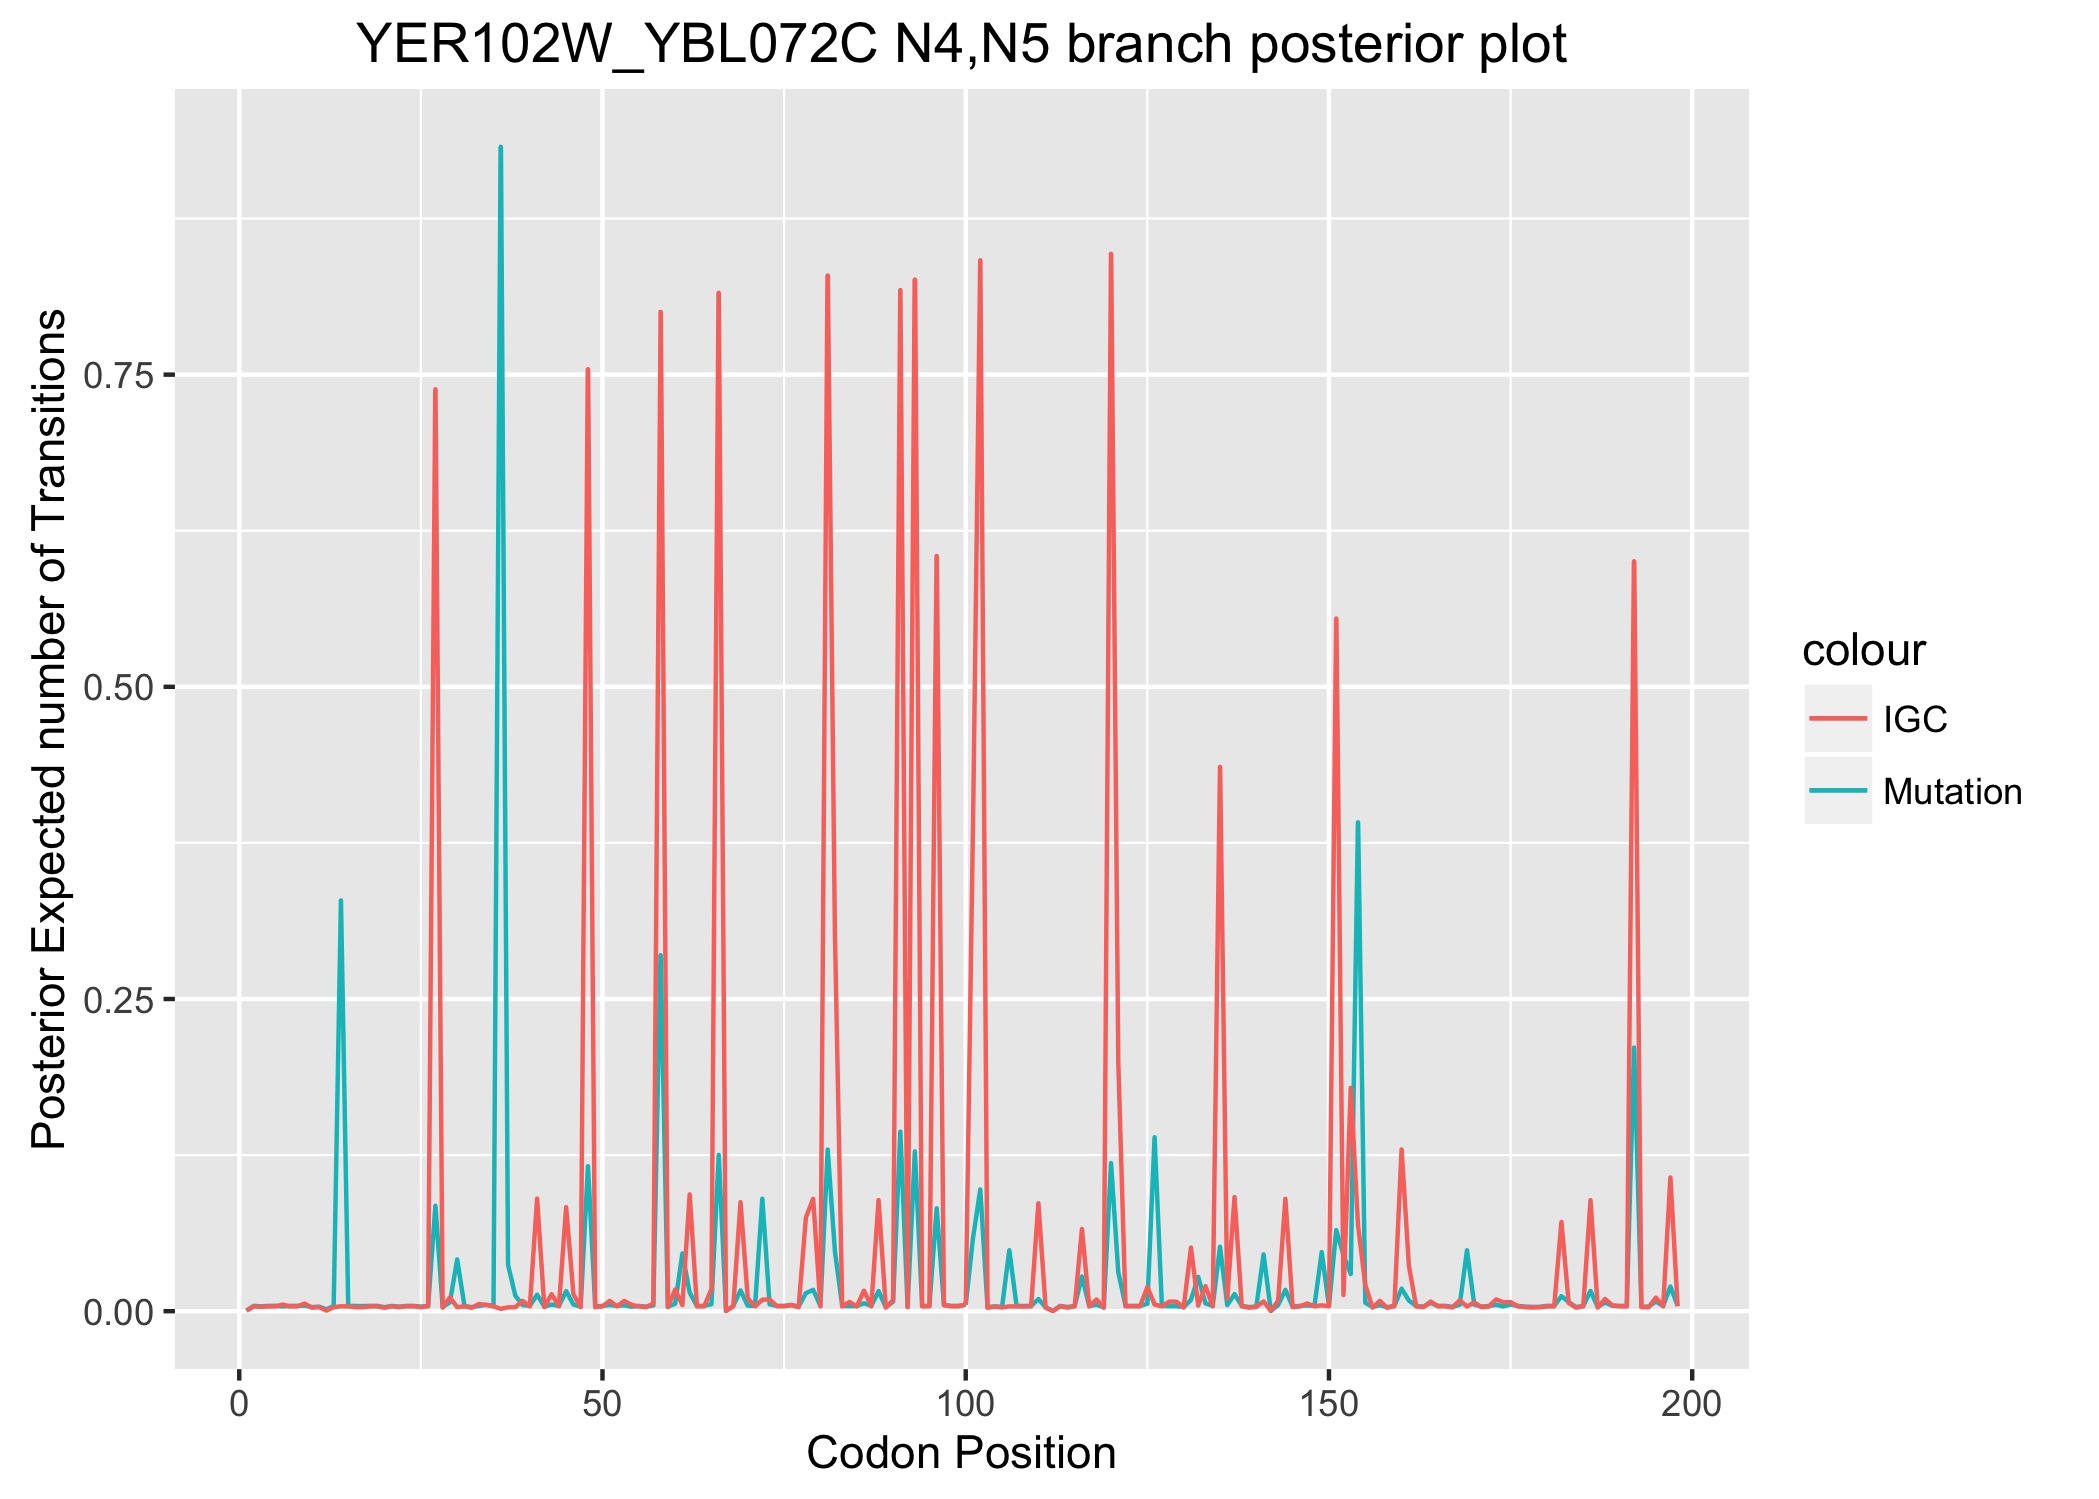 YER102W_YBL072C N4,N5 branch posterior plot
Posterior Expected number of Transitions
0.75
0.50
0.25
0.00
0 50 100 150 200
Codon Position
colour
IGC
Mutation